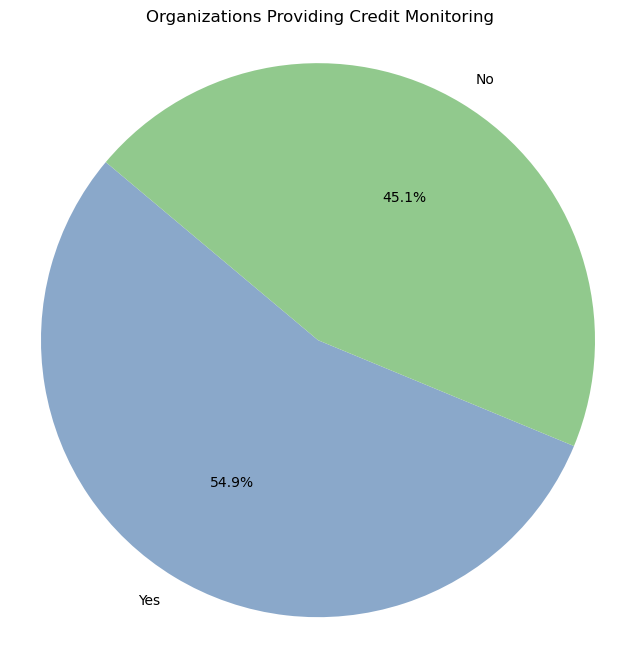 Organizations Providing Credit Monitoring
No
45.1%
54.9%
Yes